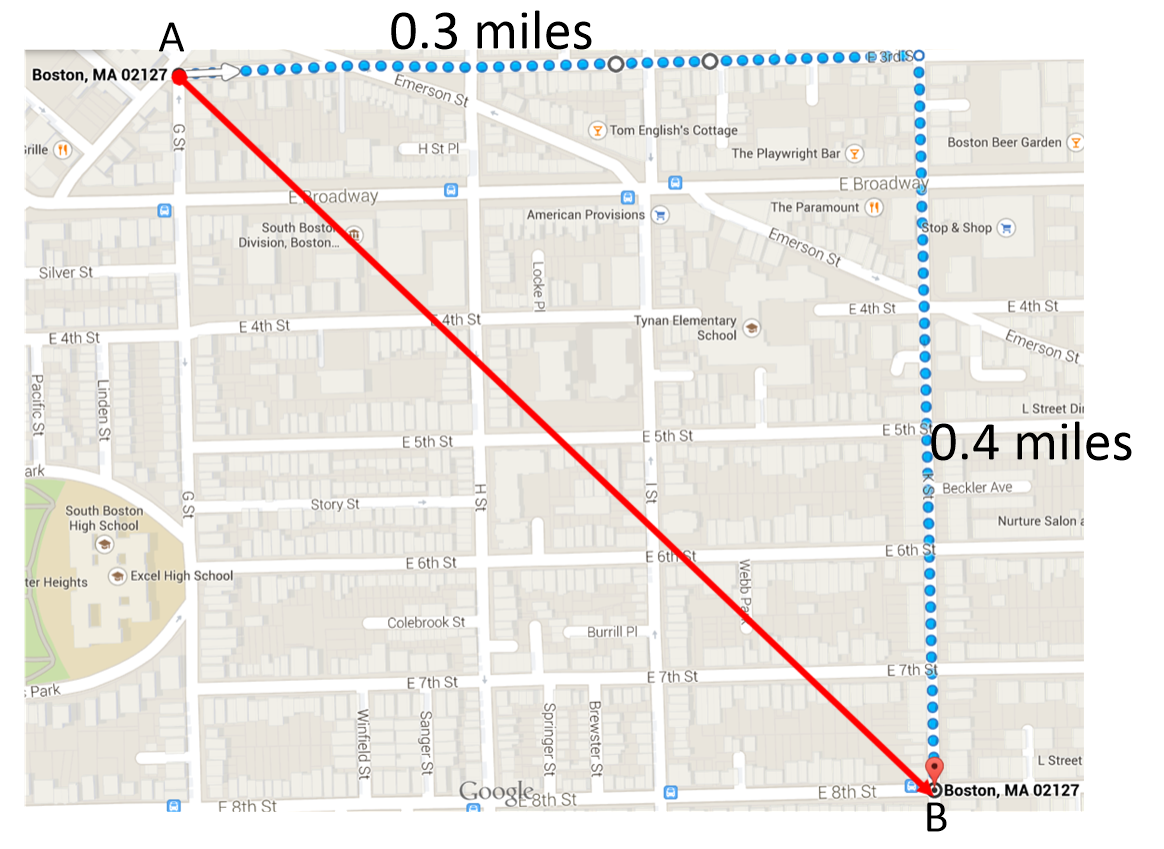 A
0.3 miles
Boston, MA 02127
E 3rd S
Emerson St
G St
Tom English's Cottage
Boston Beer Garden
rille
H St Pl
The Playwright Bar
E Broadway
E Broadway
American Provisions
The Paramount
South Bosto
Division, Boston...
Stop & Shop
Emerson St
Silver St
Locke Pl
E 4th St
E 4th St
E 4th St
4th St
Tynan Elementary
School
E 4th St
Emerson St
Pacific St
Linden St
L Street Di
E 5th St
E 5th St
E 5th St
0.4 miles
ark
G St
Story St
H St
I St
K St
Beckler Ave
South Boston
High School
Nurture Salon a
E 6th St
E 6th St
E 6th St
ter Heights
Excel High School
Webb Park
Colebrook St
Burrill Pl
E 7th St
E 7th St
E 7th St
Park
Winfield St
Sanger St
Springer St
Brewster St
L Street
Google
E 8th St
E 8th St
E 8th St
Boston, MA 02127
B